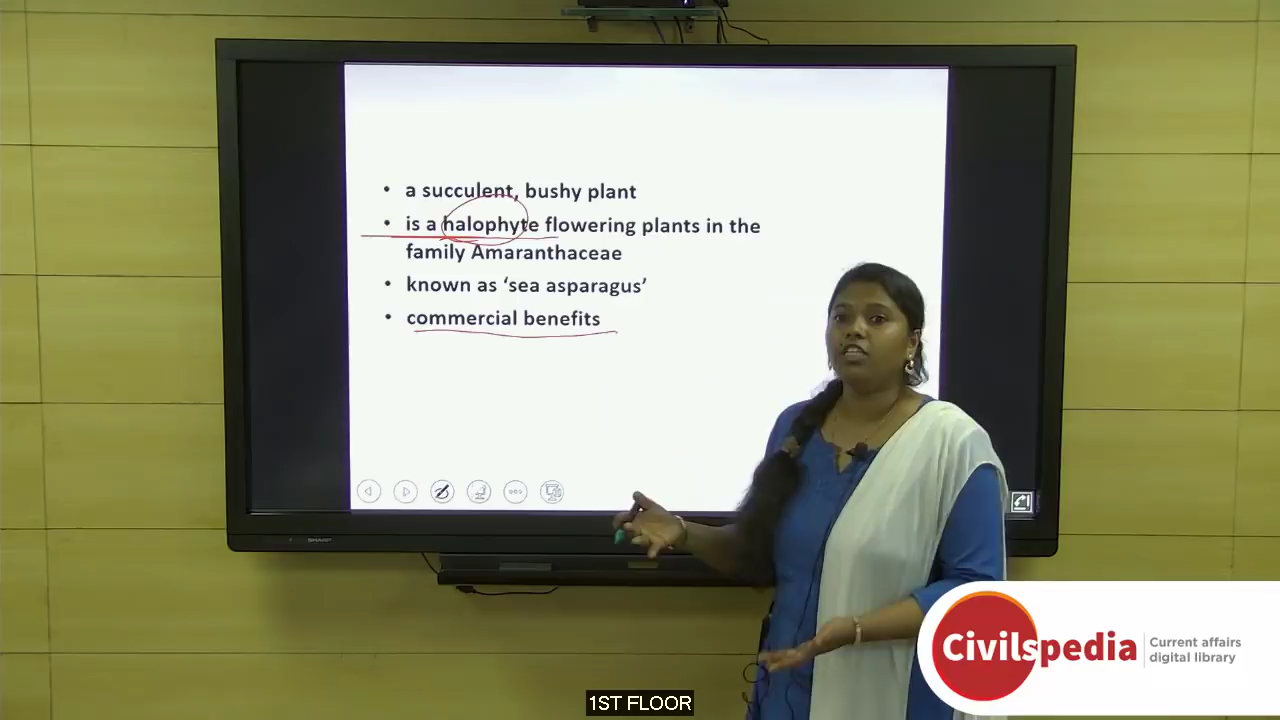 • a succulent, bushy plant
• is a halophyte flowering plants in the
family Amaranthaceae
• known as ‘sea asparagus’
• commercial benefits
SHARP
Civilspedia
Current affairs
digital library
1ST FLOOR